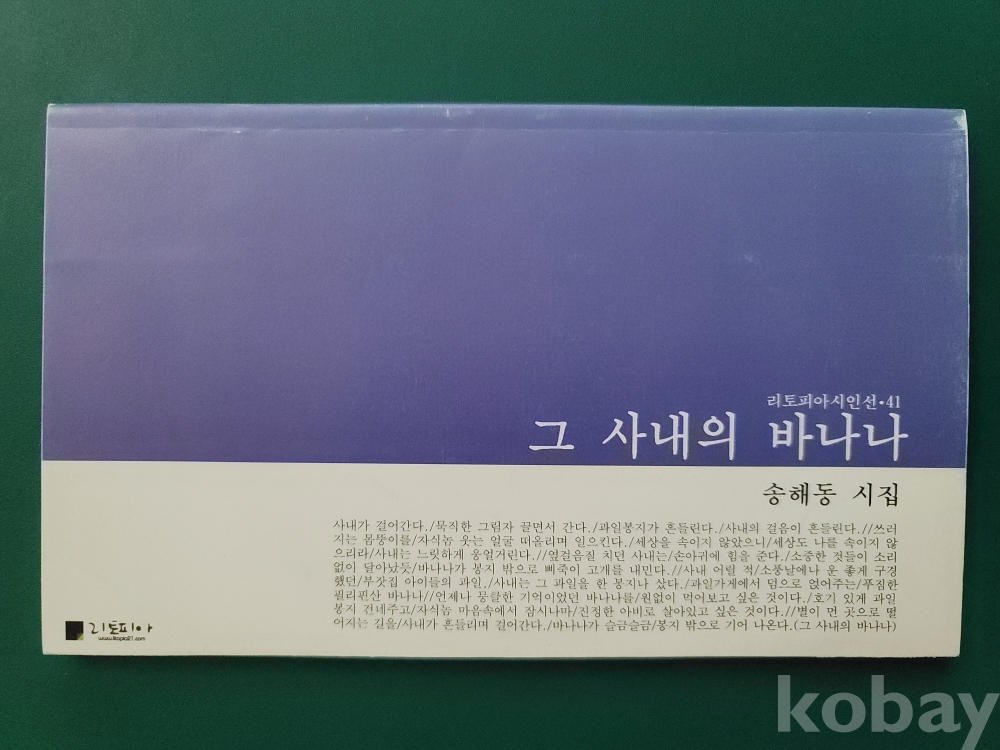 리토피아시인선•41
그 사내의 바나나
송해동 시집
사내가 걸어간다./묵직한 그림자 끌면서 간다./과일봉지가 흔들린다./사내의 걸음이 흔들린다.//쓰러
지는 몸뚱이를/자식놈 웃는 얼굴 떠올리며 일으킨다./세상을 속이지 않았으니/세상도 나를 속이지 않
으리라/사내는 느릿하게 웅얼거린다.//옆걸음질 치던 사내는/손아귀에 힘을 준다./소중한 것들이 소리
없이 달아났듯/바나나가 봉지 밖으로 삐죽이 고개를 내민다.//사내 어릴 적/소풍날에나 운 좋게 구경
했던/부잣집 아이들의 과일,/사내는 그 과일을 한 봉지나 샀다./과일가게에서 덤으로 얹어주는/푸짐한
필리핀산 바나나//언제나 뭉클한 기억이었던 바나나를/원없이 먹어보고 싶은 것이다./호기 있게 과일
봉지 건네주고/자식놈 마음속에서 잠시나마/진정한 아비로 살아있고 싶은 것이다.//별이 먼 곳으로 떨
어지는 길을/사내가 흔들리며 걸어간다./바나나가 슬금슬금/봉지 밖으로 기어 나온다.(그 사내의 바나나)
리토피아
www.litopia21.com
kobay